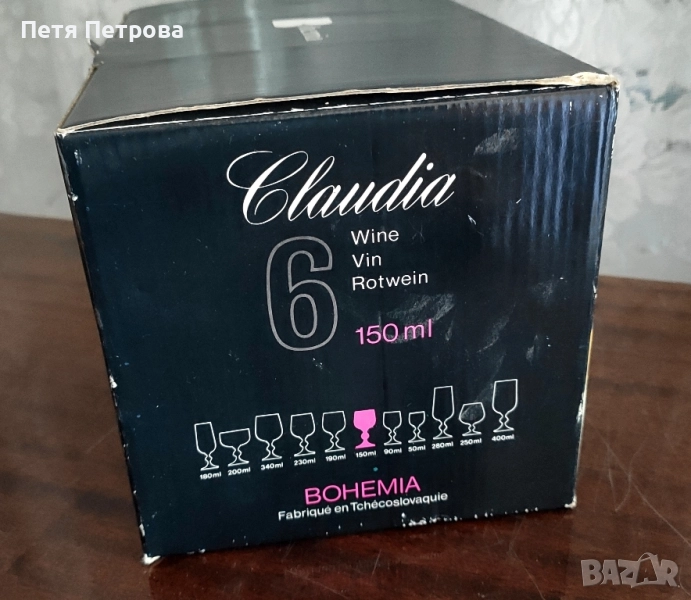 Петя Петрова
Claudia
6
Wine
Vin
Rotwein
150 ml
180ml 200ml 340ml 230ml 190ml 150ml 90ml 50ml 280ml 250ml 400ml
BOHEMIA
Fabriqué en Tchécoslovaquie
BAZAR